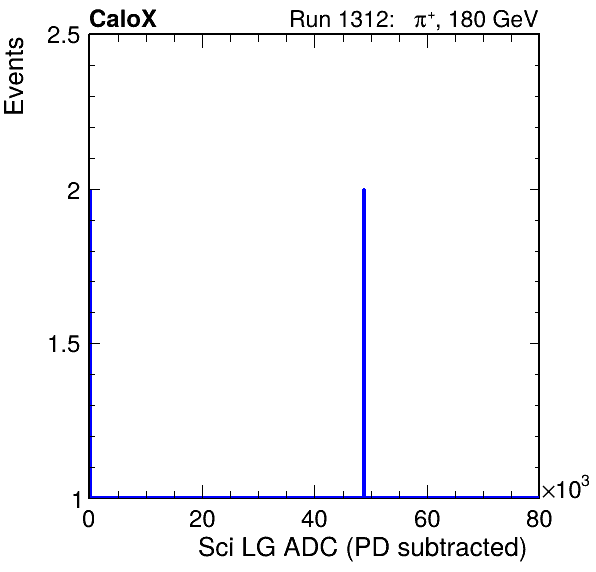 CaloX Run 1312: π⁺, 180 GeV
Events
2.5
2
1.5
1
0 20 40 60 80
×10³
Sci LG ADC (PD subtracted)